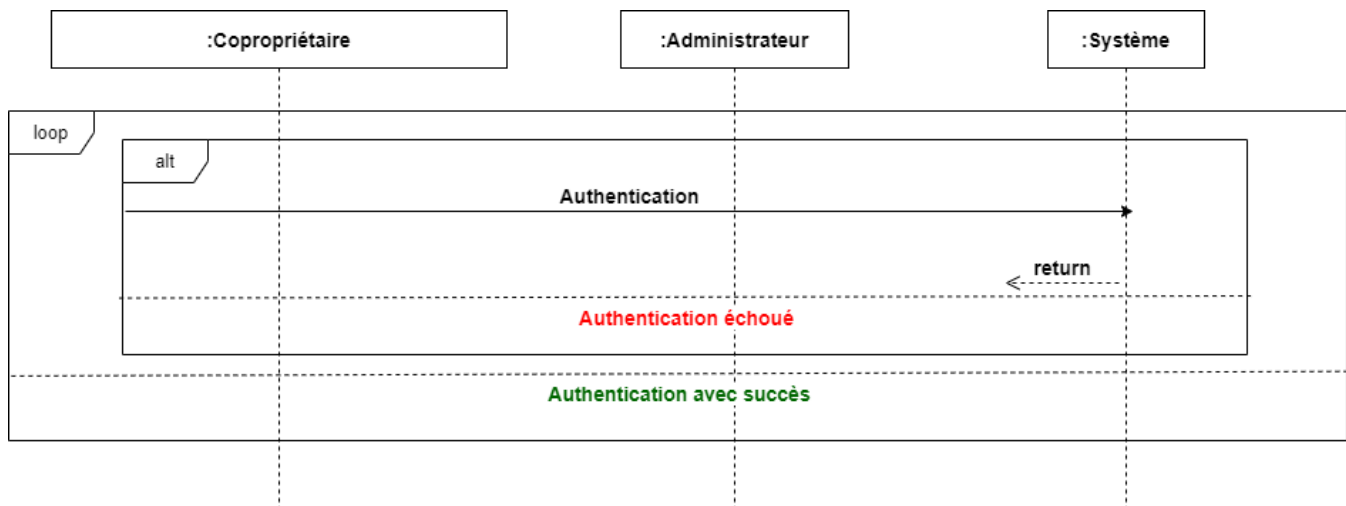 :Copropriétaire
:Administrateur
:Système
loop
alt
Authentication
return
Authentication échoué
Authentication avec succès